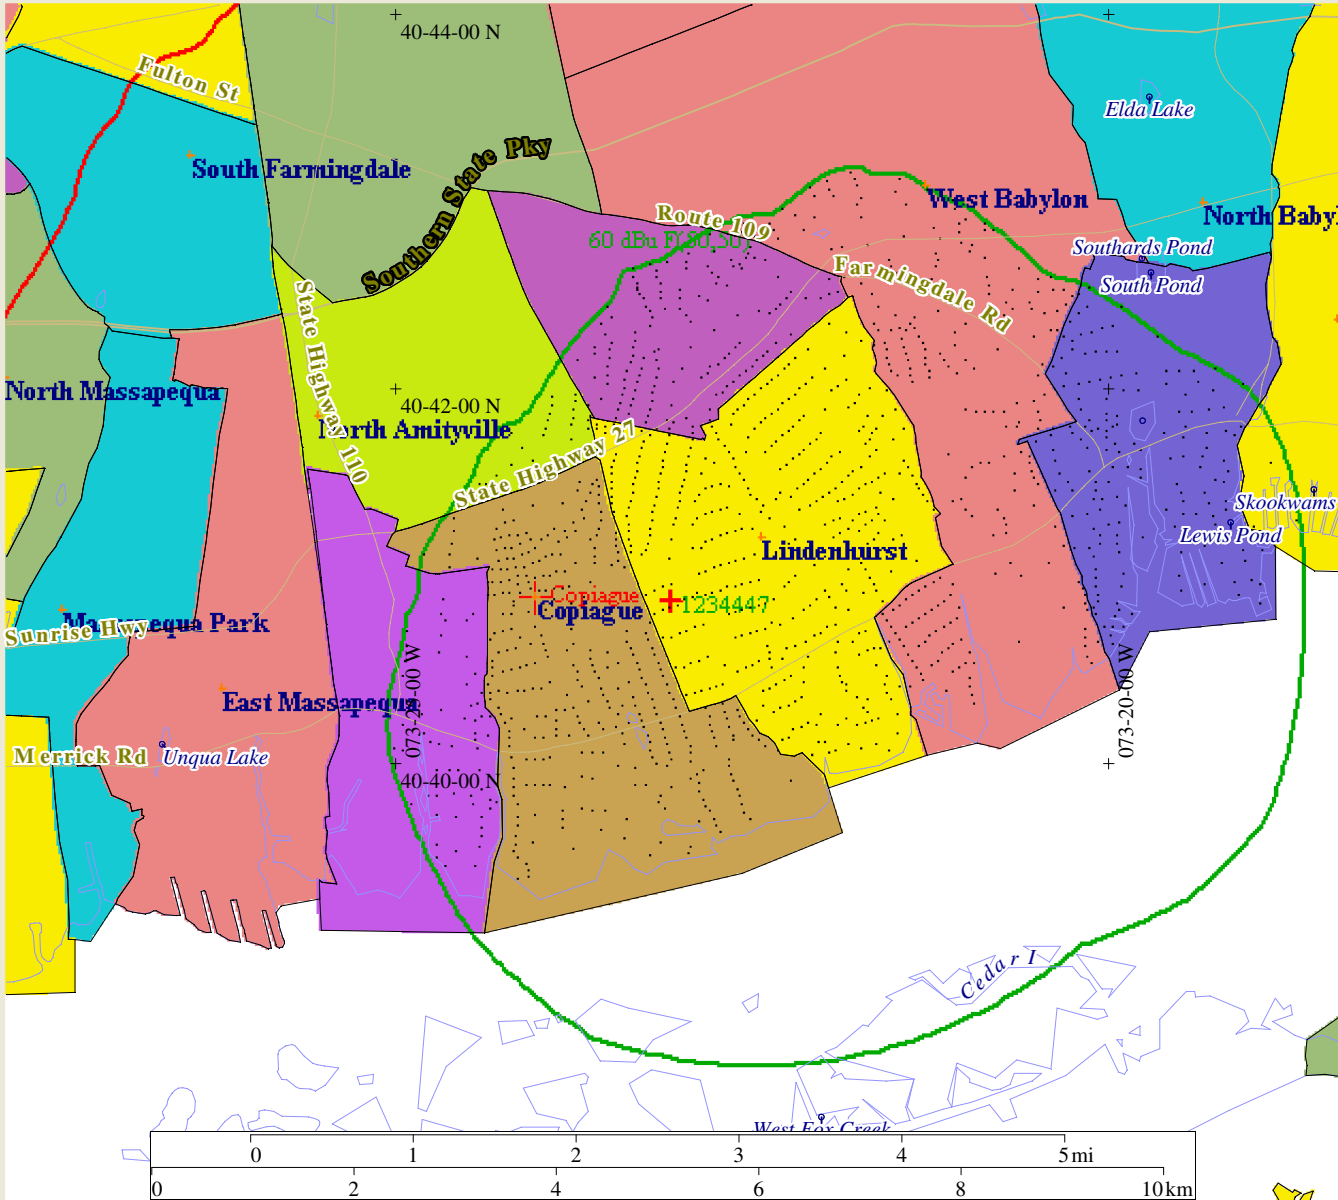 40-44-00 N
Fulton St
Elda Lake
South Farmingdale
Southern State Pky
West Babylon
North Baby
Route 109
60 dBu F(50,50)
Southards Pond
South Pond
Farmingdale Rd
State Highway 110
North Massapequa
40-42-00 N
North Amityville
State Highway 27
Skookwams
Lewis Pond
Lindenhurst
Copiague
Copiague
1234447
Massapequa Park
Sunrise Hwy
073-20-00 W
East Massapequa
Merrick Rd
Unqua Lake
40-40-00 N
Cedar I
West Fox Creek
0 1 2 3 4 5 mi
0 2 4 6 8 10 km